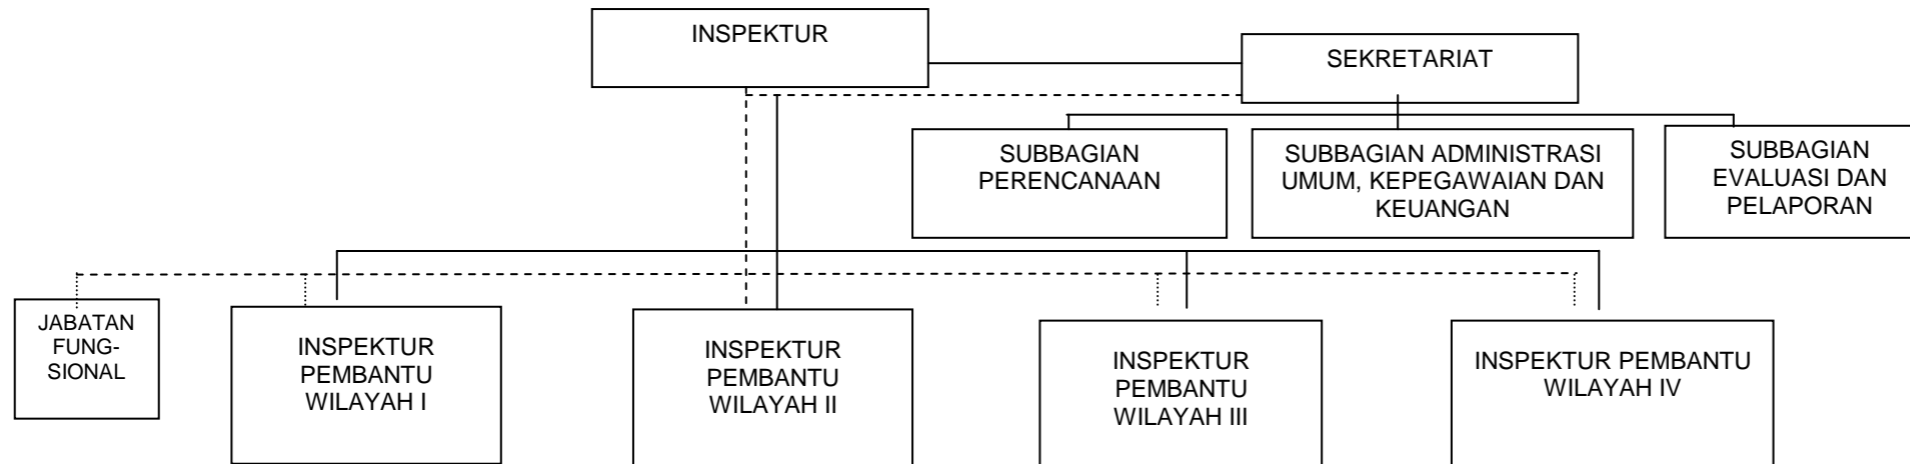 INSPEKTUR
SEKRETARIAT
SUBBAGIAN
PERENCANAAN
SUBBAGIAN ADMINISTRASI
UMUM, KEPEGAWAIAN DAN
KEUANGAN
SUBBAGIAN
EVALUASI DAN
PELAPORAN
JABATAN
FUNG-
SIONAL
INSPEKTUR
PEMBANTU
WILAYAH I
INSPEKTUR
PEMBANTU
WILAYAH II
INSPEKTUR
PEMBANTU
WILAYAH III
INSPEKTUR PEMBANTU
WILAYAH IV